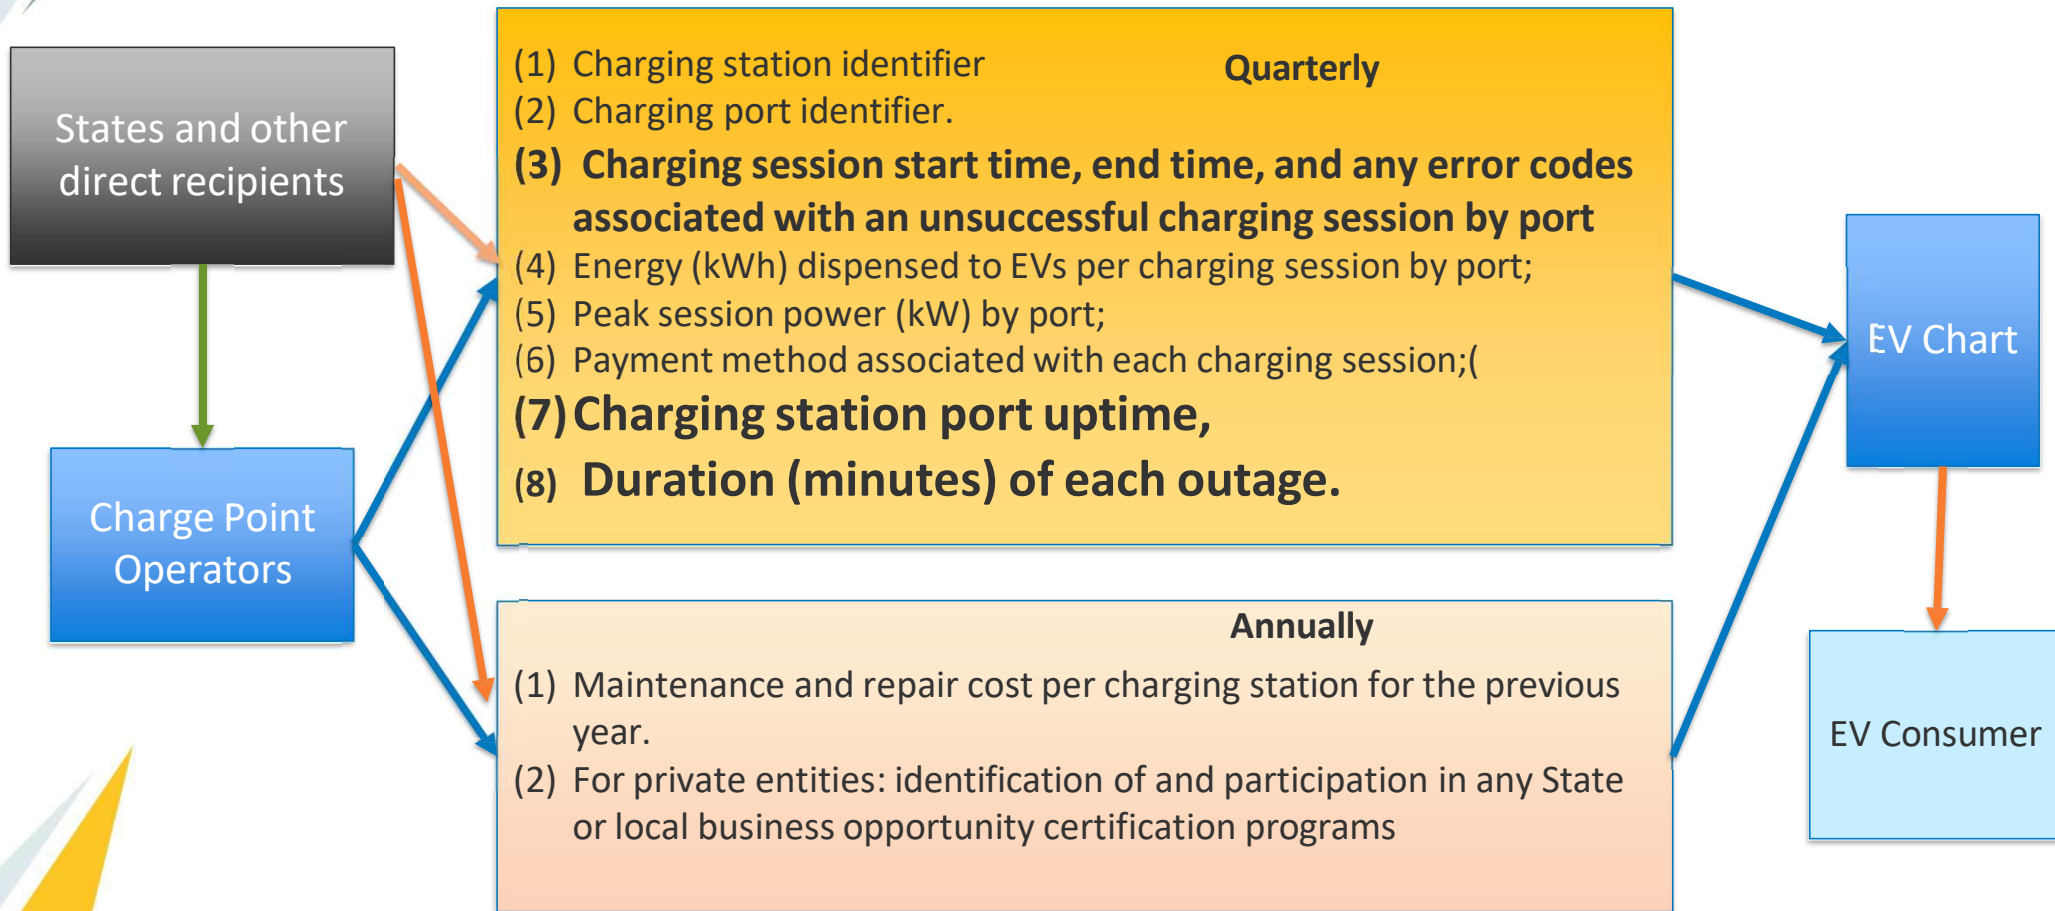 States and other
direct recipients
Charge Point
Operators
Quarterly
(1) Charging station identifier
(2) Charging port identifier.
(3) Charging session start time, end time, and any error codes
associated with an unsuccessful charging session by port
(4) Energy (kWh) dispensed to EVs per charging session by port;
(5) Peak session power (kW) by port;
(6) Payment method associated with each charging session;(
(7) Charging station port uptime,
(8) Duration (minutes) of each outage.
Annually
(1) Maintenance and repair cost per charging station for the previous
year.
(2) For private entities: identification of and participation in any State
or local business opportunity certification programs
EV Chart
EV Consumer